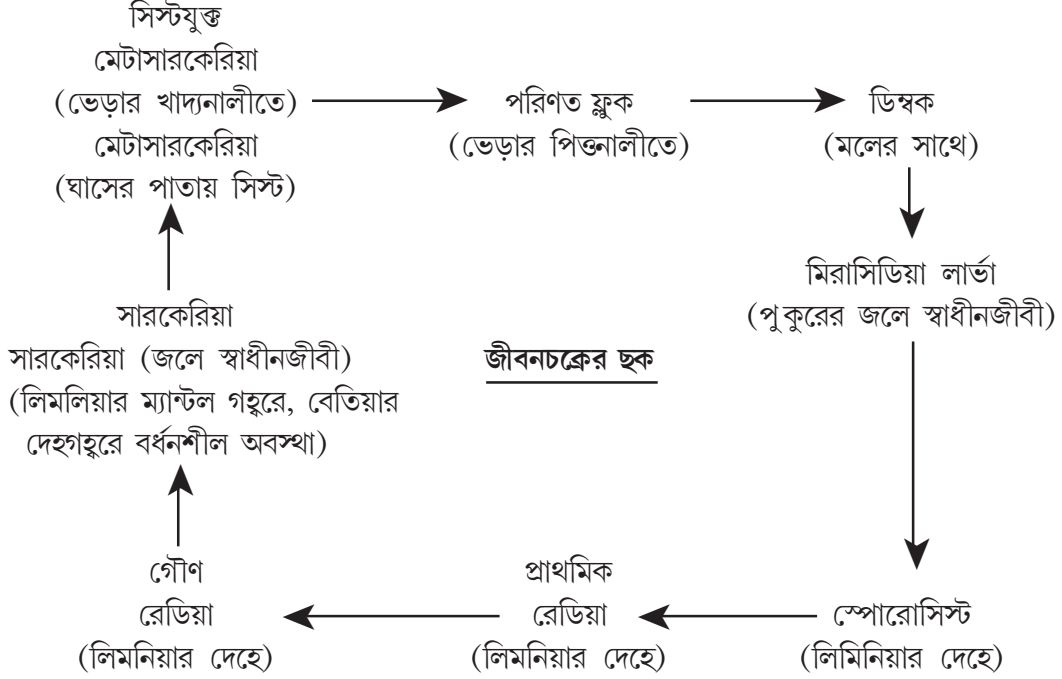 সিস্টযুক্ত
মেটাসারকেরিয়া
(ভেড়ার খাদ্যনালীতে)
মেটাসারকেরিয়া
(ঘাসের পাতায় সিস্ট)
পরিণত ফ্লুক
(ভেড়ার পিত্তনালীতে)
ডিম্বক
(মলের সাথে)
মিরাসিডিয়া লার্ভা
(পুকুরের জলে স্বাধীনজীবী)
সারকেরিয়া
সারকেরিয়া (জলে স্বাধীনজীবী)
(লিমলিয়ার ম্যান্টল গহ্বরে, বেতিয়ার
দেহগহ্বরে বর্ধনশীল অবস্থা)
জীবনচক্রের ছক
গৌণ
রেডিয়া
(লিমনিয়ার দেহে)
প্রাথমিক
রেডিয়া
(লিমনিয়ার দেহে)
স্পোরোসিস্ট
(লিমিনিয়ার দেহে)